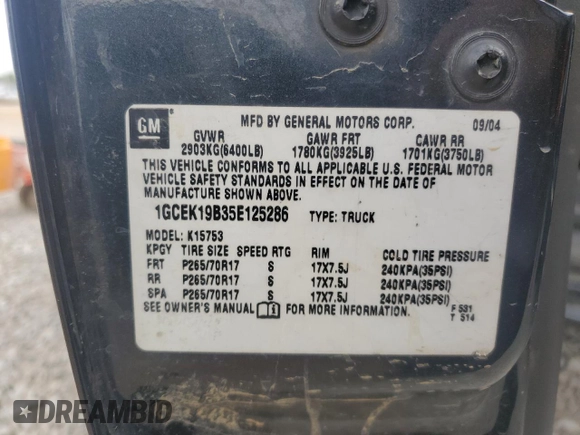 GM
®
MFD BY GENERAL MOTORS CORP. 09/04
GVWR GAWR FRT CAWR RR
2903KG(6400LB) 1780KG(3925LB) 1701KG(3750LB)
THIS VEHICLE CONFORMS TO ALL APPLICABLE U.S. FEDERAL MOTOR
VEHICLE SAFETY STANDARDS IN EFFECT ON THE DATE OF
MANUFACTURE SHOWN ABOVE.
1GCEK19B35E125286 TYPE: TRUCK
MODEL: K15753
KPGY TIRE SIZE SPEED RTG RIM COLD TIRE PRESSURE
FRT P265/70R17 S 17X7.5J 240KPA(35PSI)
RR P265/70R17 S 17X7.5J 240KPA(35PSI)
SPA P265/70R17 S 17X7.5J 240KPA(35PSI)
SEE OWNER'S MANUAL FOR MORE INFORMATION. F 531
T 514
DREAMBID